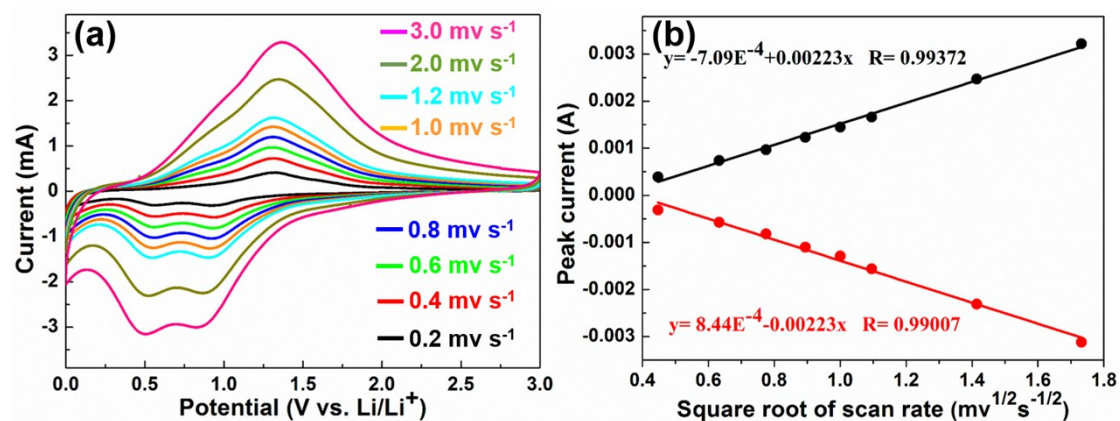 (a)
3.0 mv s⁻¹
2.0 mv s⁻¹
1.2 mv s⁻¹
1.0 mv s⁻¹
0.8 mv s⁻¹
0.6 mv s⁻¹
0.4 mv s⁻¹
0.2 mv s⁻¹
Current (mA)
4
3
2
1
0
-1
-2
-3
0.0 0.5 1.0 1.5 2.0 2.5 3.0
Potential (V vs. Li/Li⁺)
(b)
y= -7.09E⁻⁴+0.00223x R= 0.99372
y= 8.44E⁻⁴-0.00223x R= 0.99007
Peak current (A)
0.003
0.002
0.001
0.000
-0.001
-0.002
-0.003
0.4 0.6 0.8 1.0 1.2 1.4 1.6 1.8
Square root of scan rate (mv¹/²s⁻¹/²)